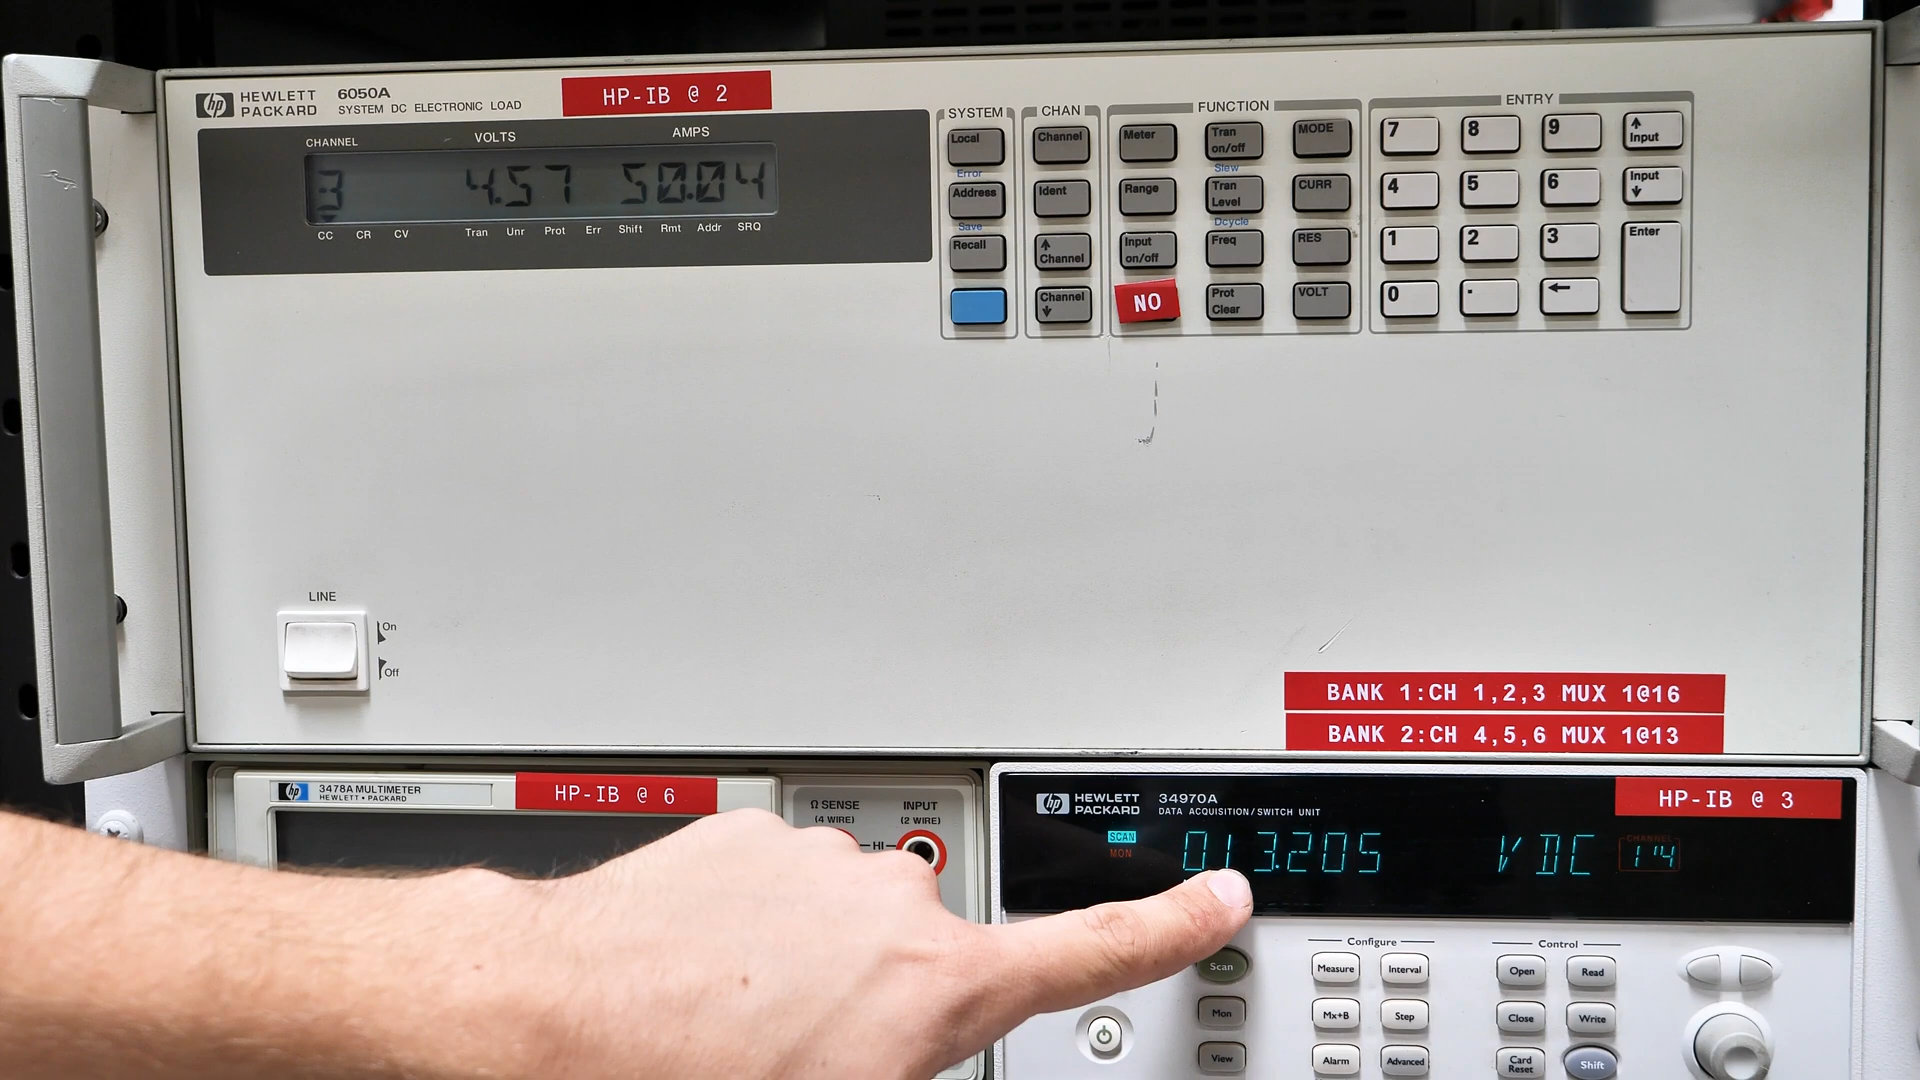 hp HEWLETT PACKARD 6050A SYSTEM DC ELECTRONIC LOAD
HP-IB @ 2
CHANNEL VOLTS AMPS
3 4.57 50.04
CC CR CV Tran Unr Prot Err Shift Rmt Addr SRQ
SYSTEM CHAN FUNCTION ENTRY
Local Channel Meter Tran on/off MODE 7 8 9 ↑ Input
Error Slew
Address Ident Range Tran Level CURR 4 5 6 Input ↓
Save Dcycle
Recall ↑ Channel Input on/off Freq RES 1 2 3 Enter
Channel ↓ NO Prot Clear VOLT 0 . ←
LINE
On
Off
BANK 1:CH 1,2,3 MUX 1@16
BANK 2:CH 4,5,6 MUX 1@13
hp 3478A MULTIMETER
HEWLETT • PACKARD
HP-IB @ 6
Ω SENSE (4 WIRE)
INPUT (2 WIRE)
HI
hp HEWLETT PACKARD 34970A DATA ACQUISITION/SWITCH UNIT
HP-IB @ 3
SCAN
MON
013.205 VDC
CHANNEL
Configure Control
Scan Measure Interval Open Read
Mon Mx+B Step Close Write
View Alarm Advanced Card Reset Shift